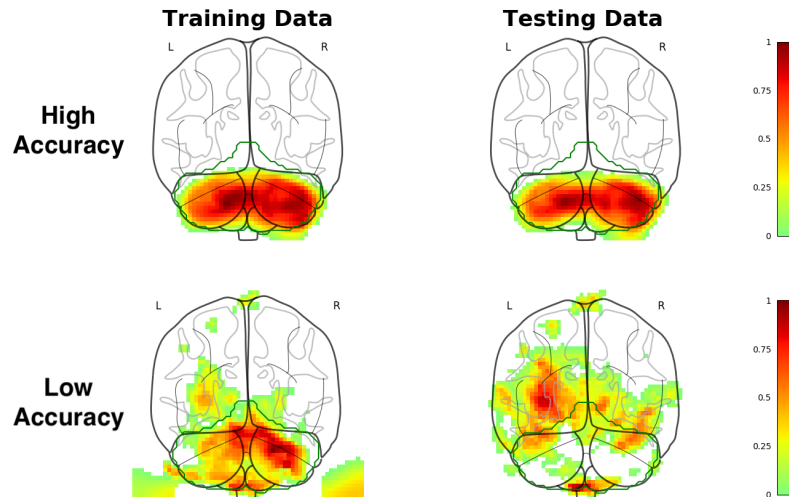 Training Data
Testing Data
L
R
L
R
High
Accuracy
1
0.75
0.5
0.25
0
L
R
L
R
Low
Accuracy
1
0.75
0.5
0.25
0